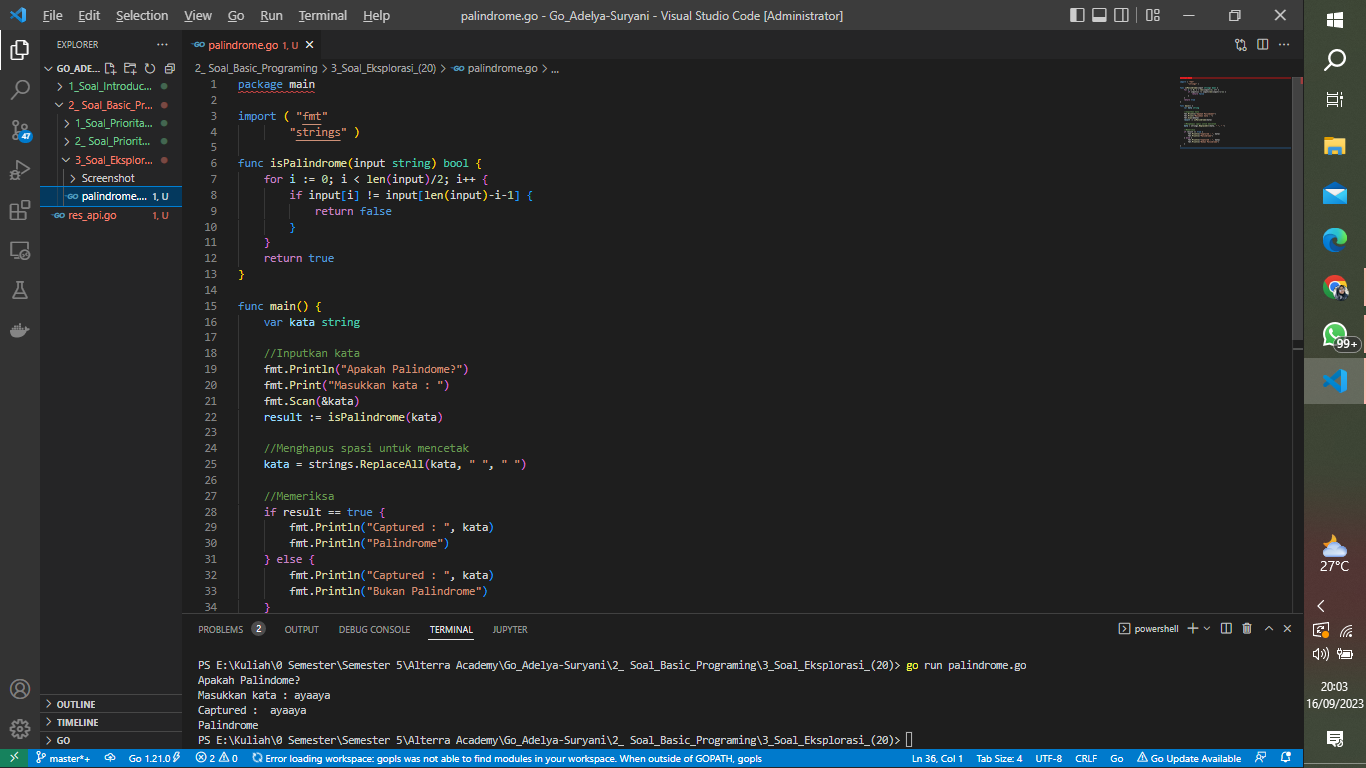 File Edit Selection View Go Run Terminal Help
palindrome.go - Go_Adelya-Suryani - Visual Studio Code [Administrator]
EXPLORER
GO_ADE...
1_Soal_Introduc...
2_ Soal_Basic_Pr...
1_Soal_Priorita...
2_ Soal_Priorit...
3_Soal_Eksplor...
Screenshot
palindrome.... 1, U
res_api.go 1, U
OUTLINE
TIMELINE
GO
47
palindrome.go 1, U
2_ Soal_Basic_Programing > 3_Soal_Eksplorasi_(20) > palindrome.go > ...
1 package main
2
3 import ( "fmt"
4 "strings" )
5
6 func isPalindrome(input string) bool {
7 for i := 0; i < len(input)/2; i++ {
8 if input[i] != input[len(input)-i-1] {
9 return false
10 }
11 }
12 return true
13 }
14
15 func main() {
16 var kata string
17
18 //Inputkan kata
19 fmt.Println("Apakah Palindome?")
20 fmt.Print("Masukkan kata : ")
21 fmt.Scan(&kata)
22 result := isPalindrome(kata)
23
24 //Menghapus spasi untuk mencetak
25 kata = strings.ReplaceAll(kata, " ", " ")
26
27 //Memeriksa
28 if result == true {
29 fmt.Println("Captured : ", kata)
30 fmt.Println("Palindrome")
31 } else {
32 fmt.Println("Captured : ", kata)
33 fmt.Println("Bukan Palindrome")
34 }
PROBLEMS 2 OUTPUT DEBUG CONSOLE TERMINAL JUPYTER
powershell
PS E:\Kuliah\0 Semester\Semester 5\Alterra Academy\Go_Adelya-Suryani\2_ Soal_Basic_Programing\3_Soal_Eksplorasi_(20)> go run palindrome.go
Apakah Palindome?
Masukkan kata : ayaaya
Captured :  ayaaya
Palindrome
PS E:\Kuliah\0 Semester\Semester 5\Alterra Academy\Go_Adelya-Suryani\2_ Soal_Basic_Programing\3_Soal_Eksplorasi_(20)>
master*+ Go 1.21.0 2 0 Error loading workspace: gopls was not able to find modules in your workspace. When outside of GOPATH, gopls
Ln 36, Col 1 Tab Size: 4 UTF-8 CRLF Go Go Update Available
99+
27°C
20:03
16/09/2023